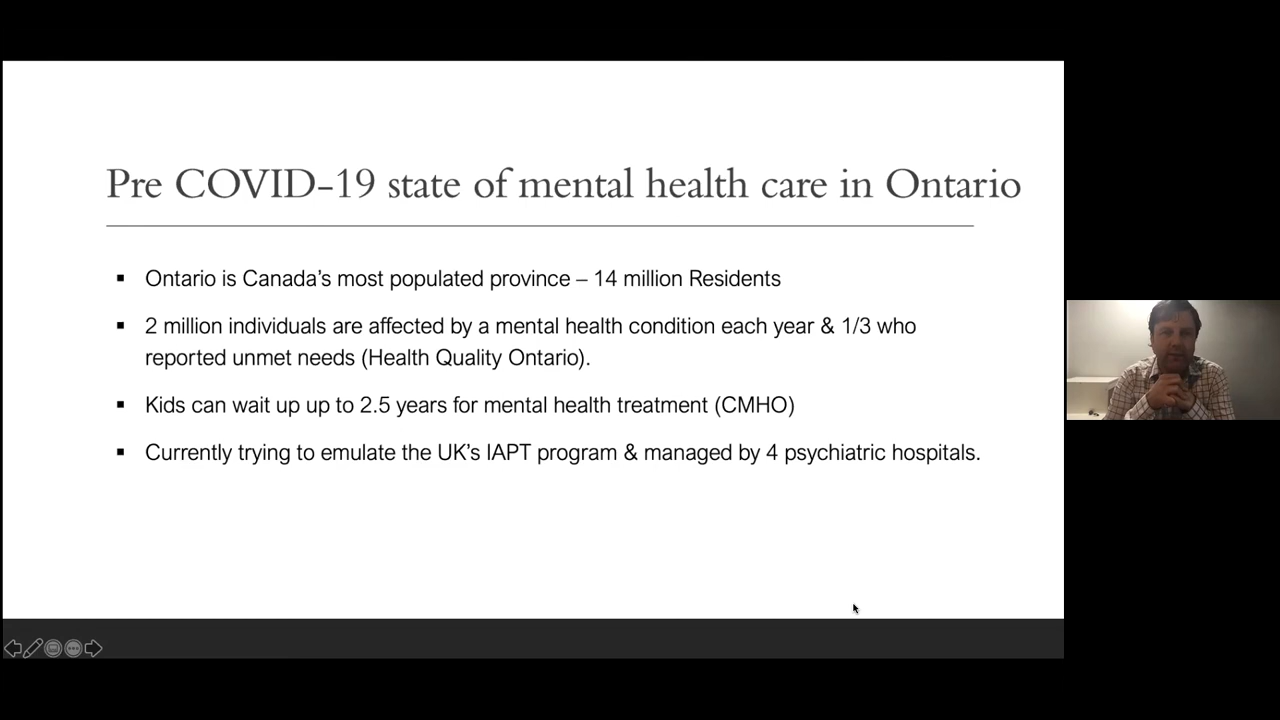 Pre COVID-19 state of mental health care in Ontario
▪ Ontario is Canada's most populated province – 14 million Residents
▪ 2 million individuals are affected by a mental health condition each year & 1/3 who
reported unmet needs (Health Quality Ontario).
▪ Kids can wait up up to 2.5 years for mental health treatment (CMHO)
▪ Currently trying to emulate the UK's IAPT program & managed by 4 psychiatric hospitals.